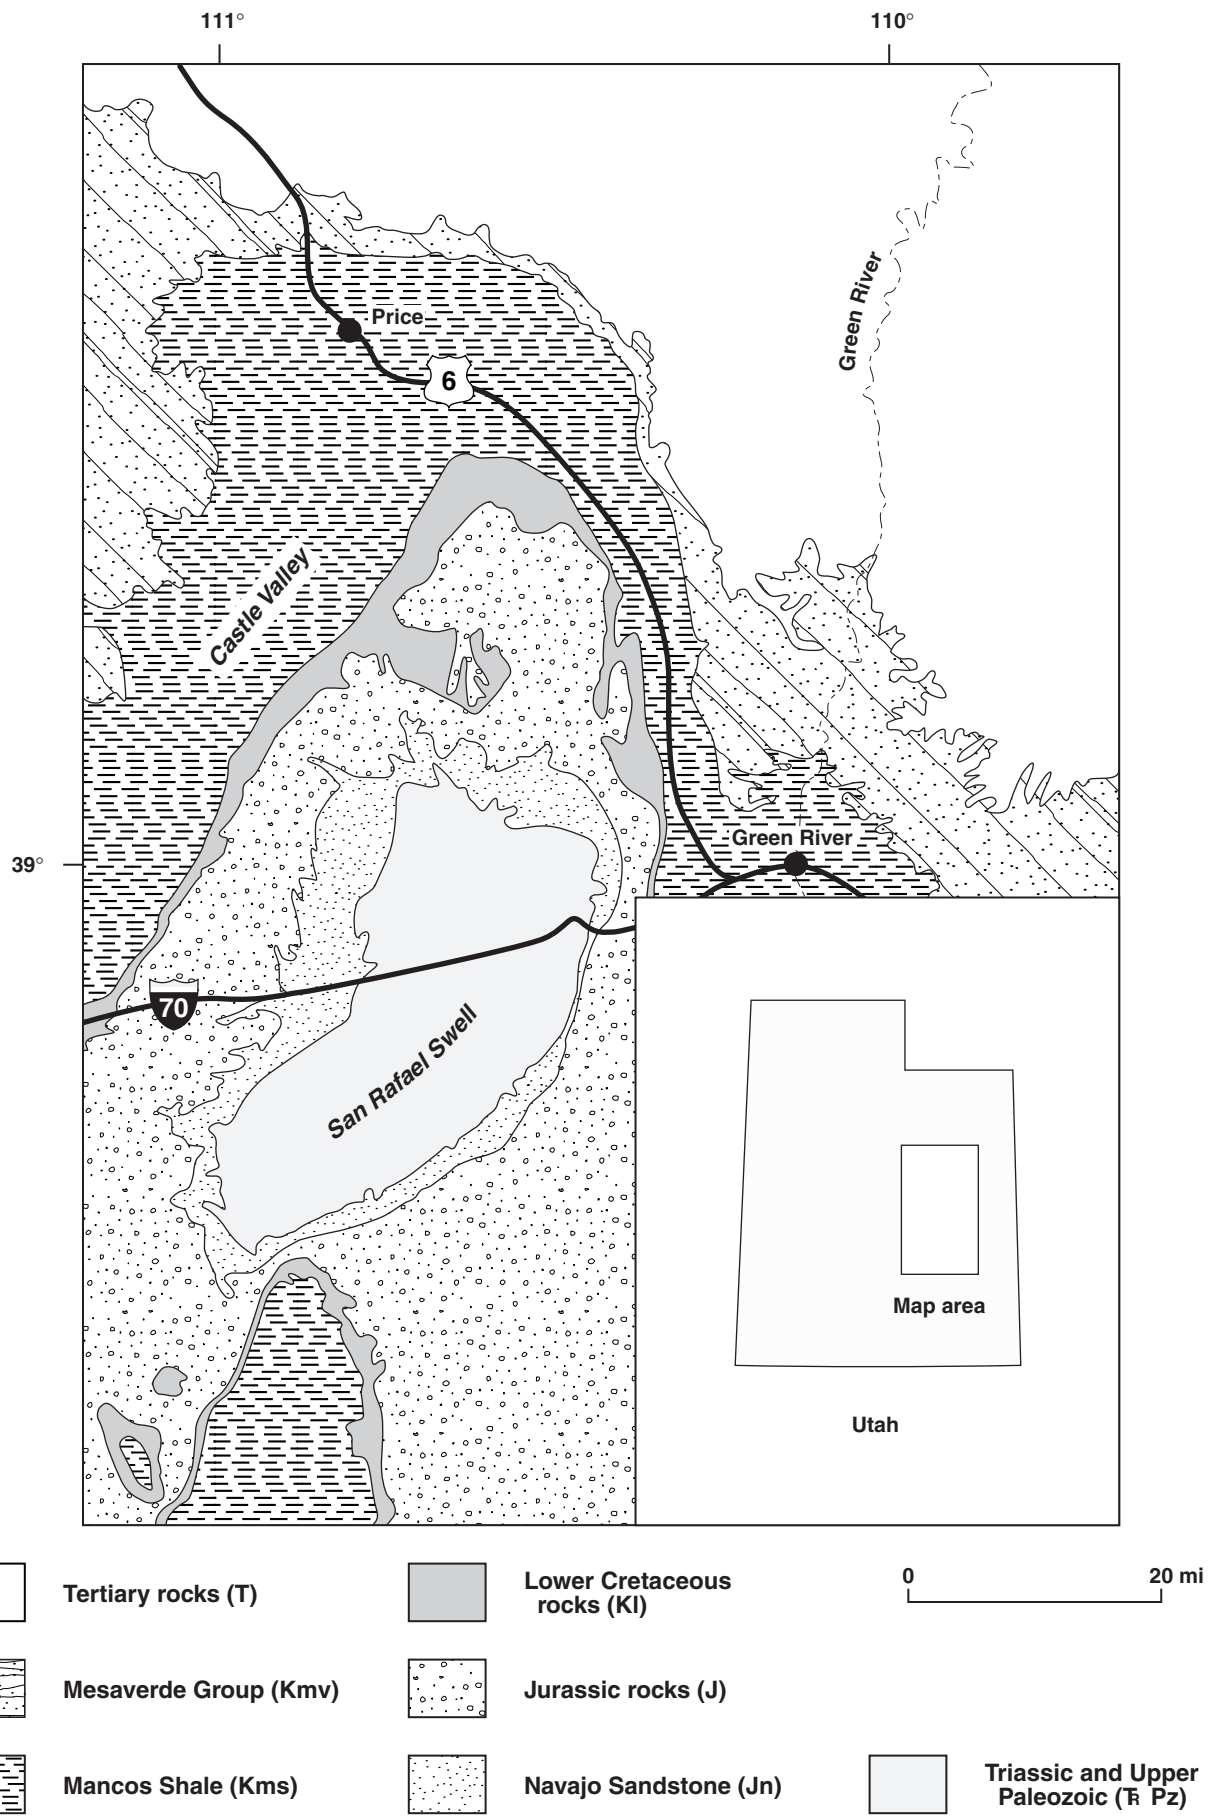 111°
110°
Green River
Price
6
Castle Valley
39°
Green River
70
San Rafael Swell
Map area
Utah
Tertiary rocks (T)
Lower Cretaceous
rocks (Kl)
0 20 mi
Mesaverde Group (Kmv)
Jurassic rocks (J)
Mancos Shale (Kms)
Navajo Sandstone (Jn)
Triassic and Upper
Paleozoic (TR Pz)